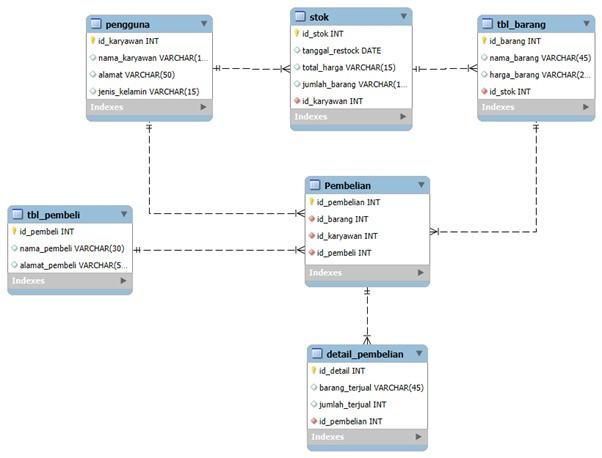 pengguna
id_karyawan INT
nama_karyawan VARCHAR(1...
alamat VARCHAR(50)
jenis_kelamin VARCHAR(15)
Indexes
stok
id_stok INT
tanggal_restock DATE
total_harga VARCHAR(15)
jumlah_barang VARCHAR(1...
id_karyawan INT
Indexes
tbl_barang
id_barang INT
nama_barang VARCHAR(45)
harga_barang VARCHAR(2...
id_stok INT
Indexes
tbl_pembeli
id_pembeli INT
nama_pembeli VARCHAR(30)
alamat_pembeli VARCHAR(5...
Indexes
Pembelian
id_pembelian INT
id_barang INT
id_karyawan INT
id_pembeli INT
Indexes
detail_pembelian
id_detail INT
barang_terjual VARCHAR(45)
jumlah_terjual INT
id_pembelian INT
Indexes